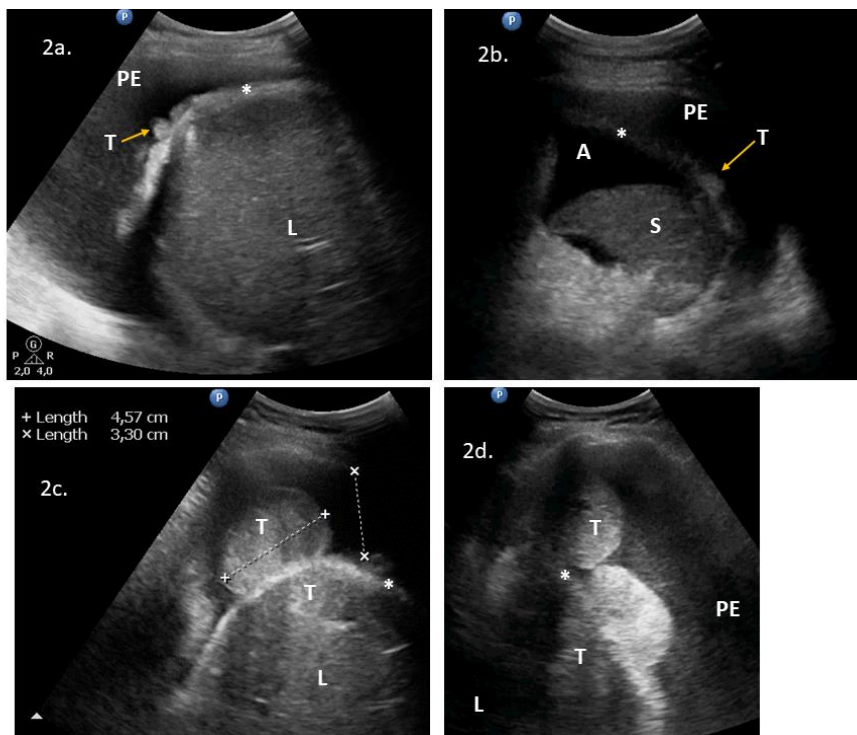 P
2a.
PE
*
T
L
G
P R
2,0 4,0
P
2b.
PE
*
A
T
S
P
+ Length 4,57 cm
× Length 3,30 cm
2c.
×
T
+
×
+
T
*
L
P
2d.
T
*
PE
T
L